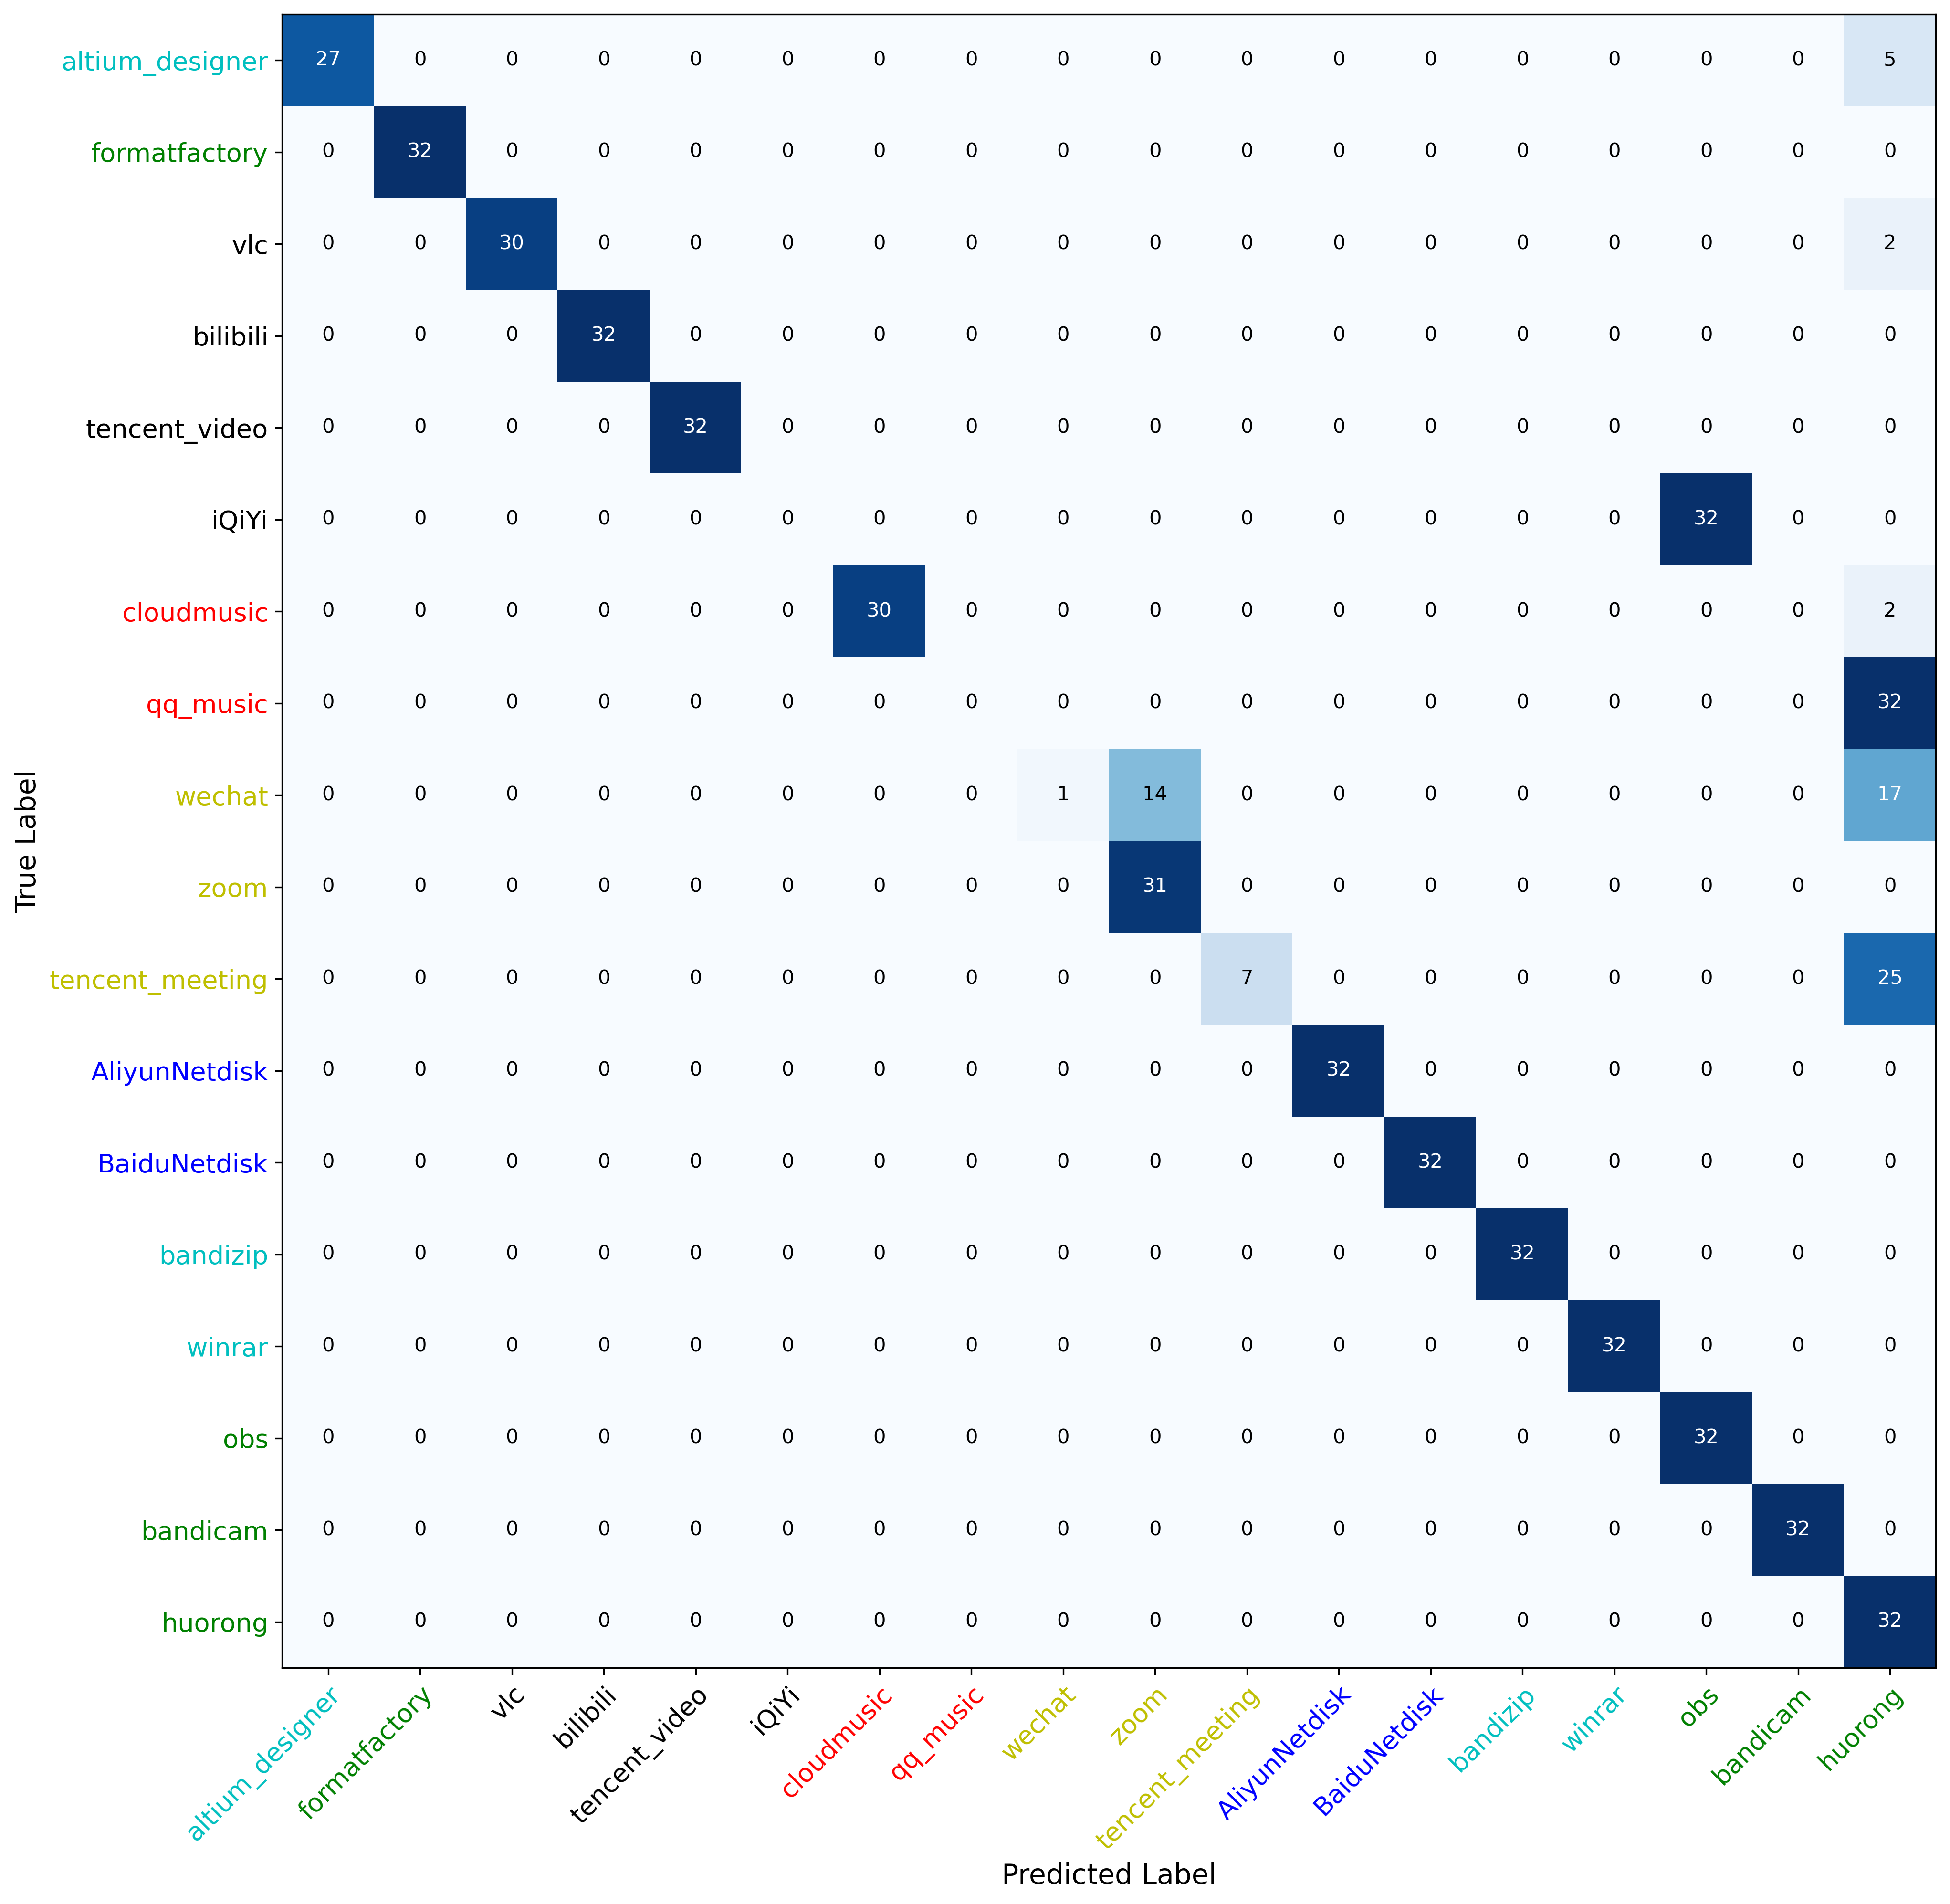 altium_designer 27 0 0 0 0 0 0 0 0 0 0 0 0 0 0 0 0 5
formatfactory 0 32 0 0 0 0 0 0 0 0 0 0 0 0 0 0 0 0
vlc 0 0 30 0 0 0 0 0 0 0 0 0 0 0 0 0 0 2
bilibili 0 0 0 32 0 0 0 0 0 0 0 0 0 0 0 0 0 0
tencent_video 0 0 0 0 32 0 0 0 0 0 0 0 0 0 0 0 0 0
iQiYi 0 0 0 0 0 0 0 0 0 0 0 0 0 0 0 32 0 0
cloudmusic 0 0 0 0 0 0 30 0 0 0 0 0 0 0 0 0 0 2
qq_music 0 0 0 0 0 0 0 0 0 0 0 0 0 0 0 0 0 32
wechat 0 0 0 0 0 0 0 0 1 14 0 0 0 0 0 0 0 17
zoom 0 0 0 0 0 0 0 0 0 31 0 0 0 0 0 0 0 0
tencent_meeting 0 0 0 0 0 0 0 0 0 0 7 0 0 0 0 0 0 25
AliyunNetdisk 0 0 0 0 0 0 0 0 0 0 0 32 0 0 0 0 0 0
BaiduNetdisk 0 0 0 0 0 0 0 0 0 0 0 0 32 0 0 0 0 0
bandizip 0 0 0 0 0 0 0 0 0 0 0 0 0 32 0 0 0 0
winrar 0 0 0 0 0 0 0 0 0 0 0 0 0 0 32 0 0 0
obs 0 0 0 0 0 0 0 0 0 0 0 0 0 0 0 32 0 0
bandicam 0 0 0 0 0 0 0 0 0 0 0 0 0 0 0 0 32 0
huorong 0 0 0 0 0 0 0 0 0 0 0 0 0 0 0 0 0 32
True Label
altium_designer
formatfactory
vlc
bilibili
tencent_video
iQiYi
cloudmusic
qq_music
wechat
zoom
tencent_meeting
AliyunNetdisk
BaiduNetdisk
bandizip
winrar
obs
bandicam
huorong
Predicted Label